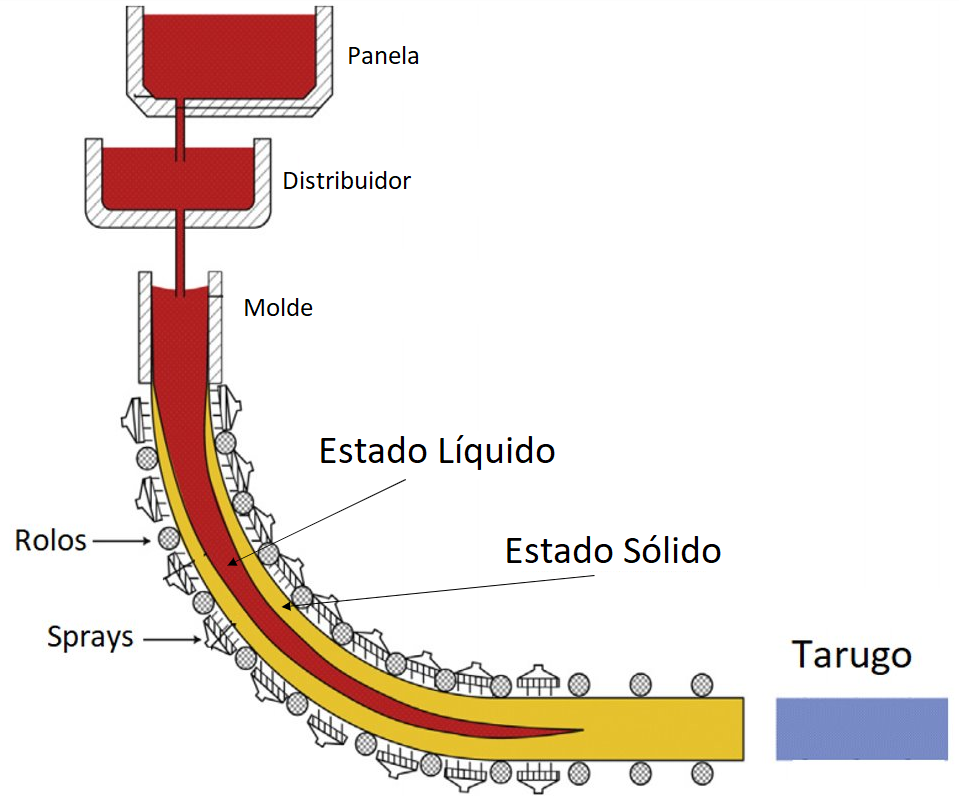 Panela
Distribuidor
Molde
Estado Líquido
Rolos
Estado Sólido
Sprays
Tarugo